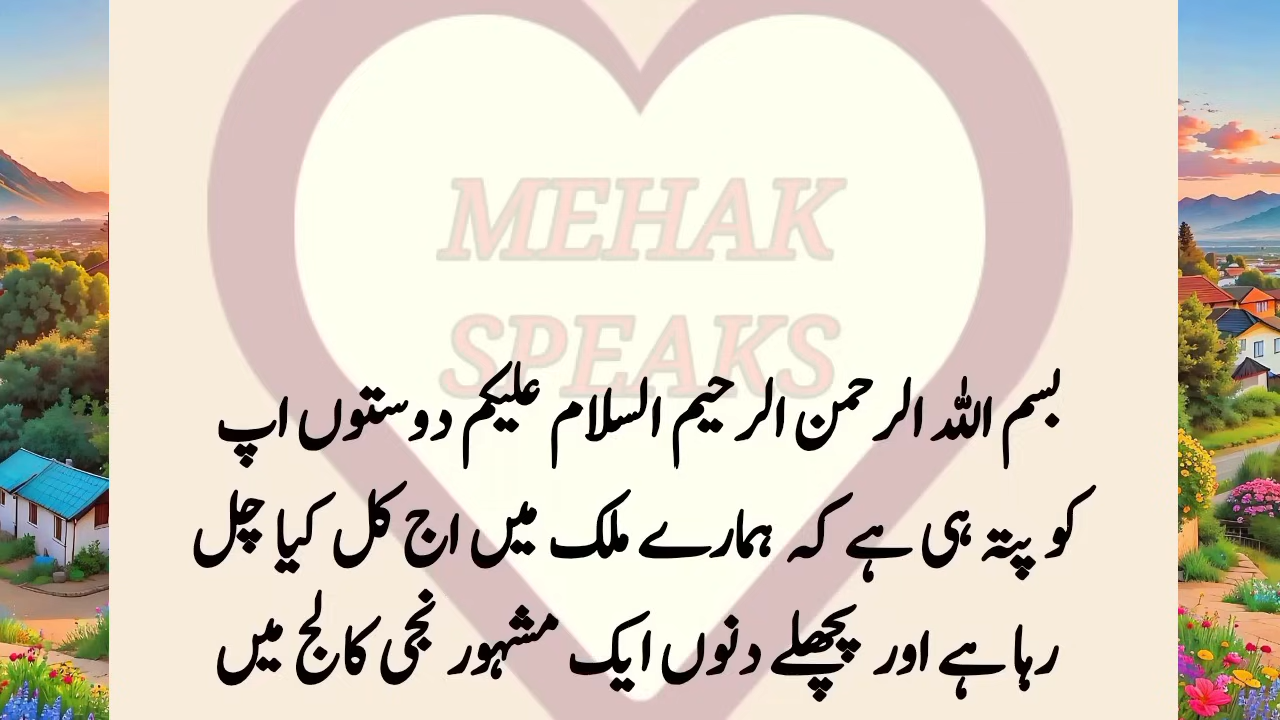 MEHAK
SPEAKS
بسم اللہ الرحمن الرحیم السلام علیکم دوستوں اپ
کو پتہ ہی ہے کہ ہمارے ملک میں اج کل کیا چل
رہا ہے اور پچھلے دنوں ایک مشہور نجی کالج میں